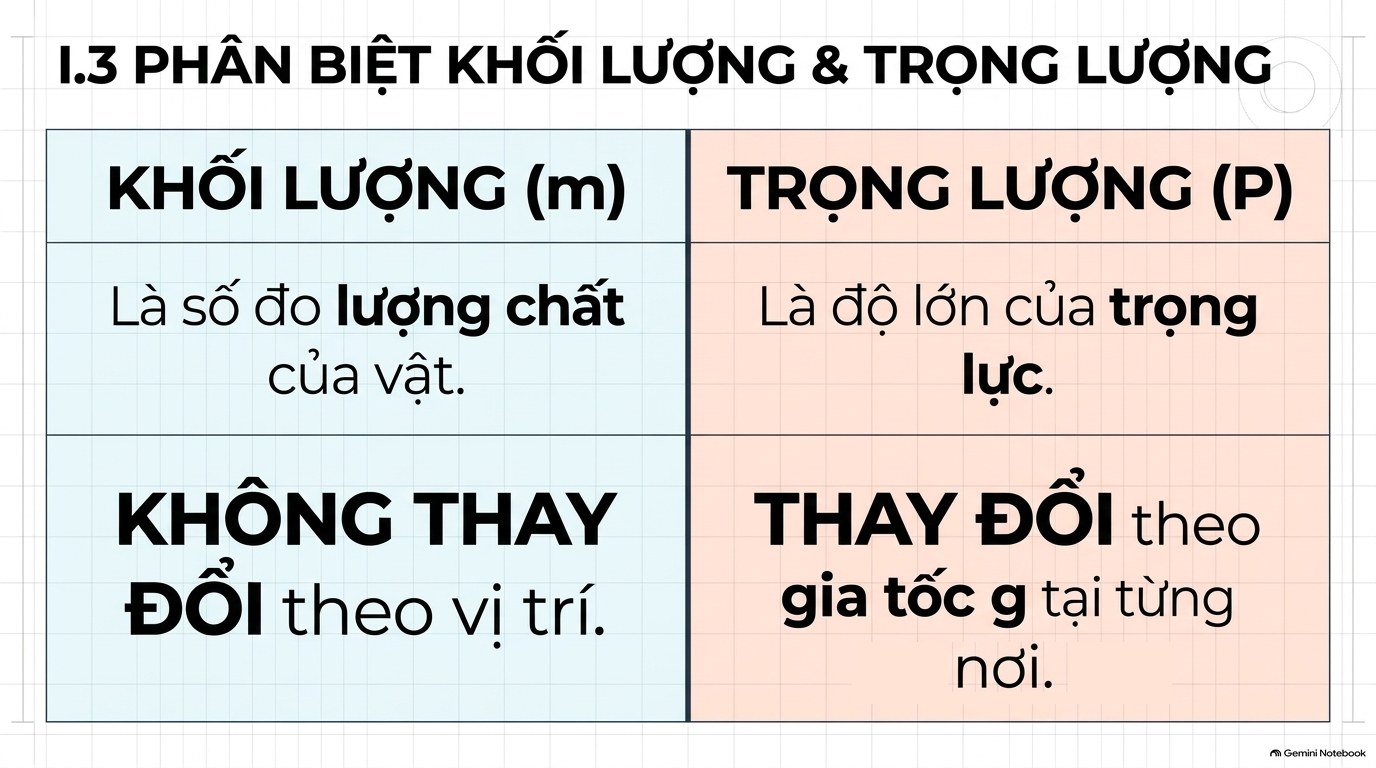 I.3 PHÂN BIỆT KHỐI LƯỢNG & TRỌNG LƯỢNG
KHỐI LƯỢNG (m)
TRỌNG LƯỢNG (P)
Là số đo lượng chất
của vật.
Là độ lớn của trọng
lực.
KHÔNG THAY
ĐỔI theo vị trí.
THAY ĐỔI theo
gia tốc g tại từng
nơi.
Gemini Notebook